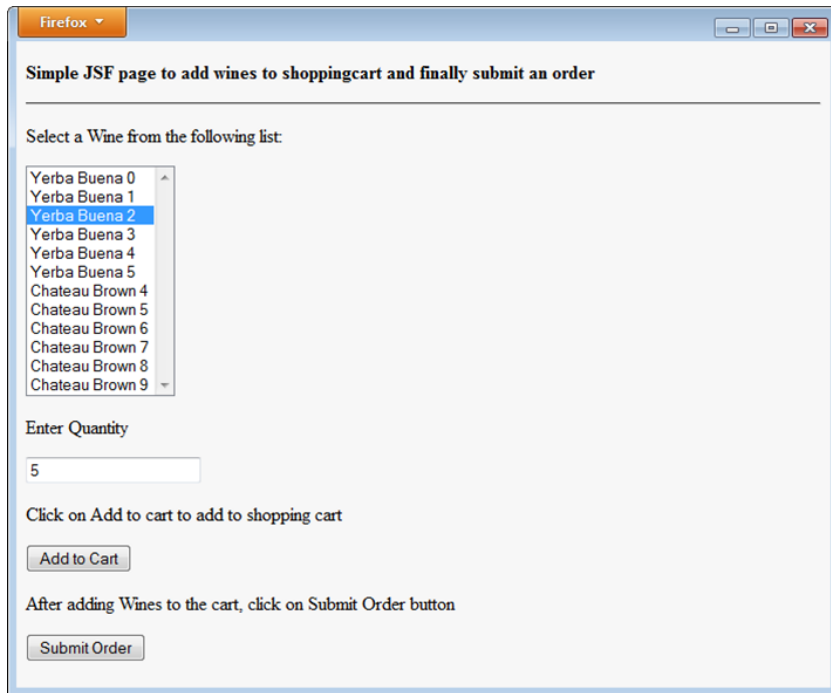 Firefox
Simple JSF page to add wines to shoppingcart and finally submit an order
Select a Wine from the following list:
Yerba Buena 0
Yerba Buena 1
Yerba Buena 2
Yerba Buena 3
Yerba Buena 4
Yerba Buena 5
Chateau Brown 4
Chateau Brown 5
Chateau Brown 6
Chateau Brown 7
Chateau Brown 8
Chateau Brown 9
Enter Quantity
5
Click on Add to cart to add to shopping cart
Add to Cart
After adding Wines to the cart, click on Submit Order button
Submit Order